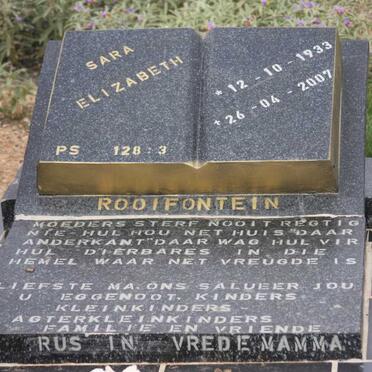 SARA
ELIZABETH
* 12 - 10 - 1933
+ 26 - 04 - 2007
PS 128 : 3
ROOIFONTEIN
MOEDERS STERF NOOIT REGTIG
NTE-HUL HOU NET HUIS "DAAR
ANDERKANT" DAAR WAG HUL VIR
HUL DIERBARES IN DIE
HEMEL WAAR NET VREUGDE IS
LIEFSTE MA:ONS SALUEER JOU
U EGGENOOT, KINDERS
KLEINKINDERS
AGTERKLEINKINDERS
FAMILIE EN VRIENDE
RUS IN VREDE MAMMA